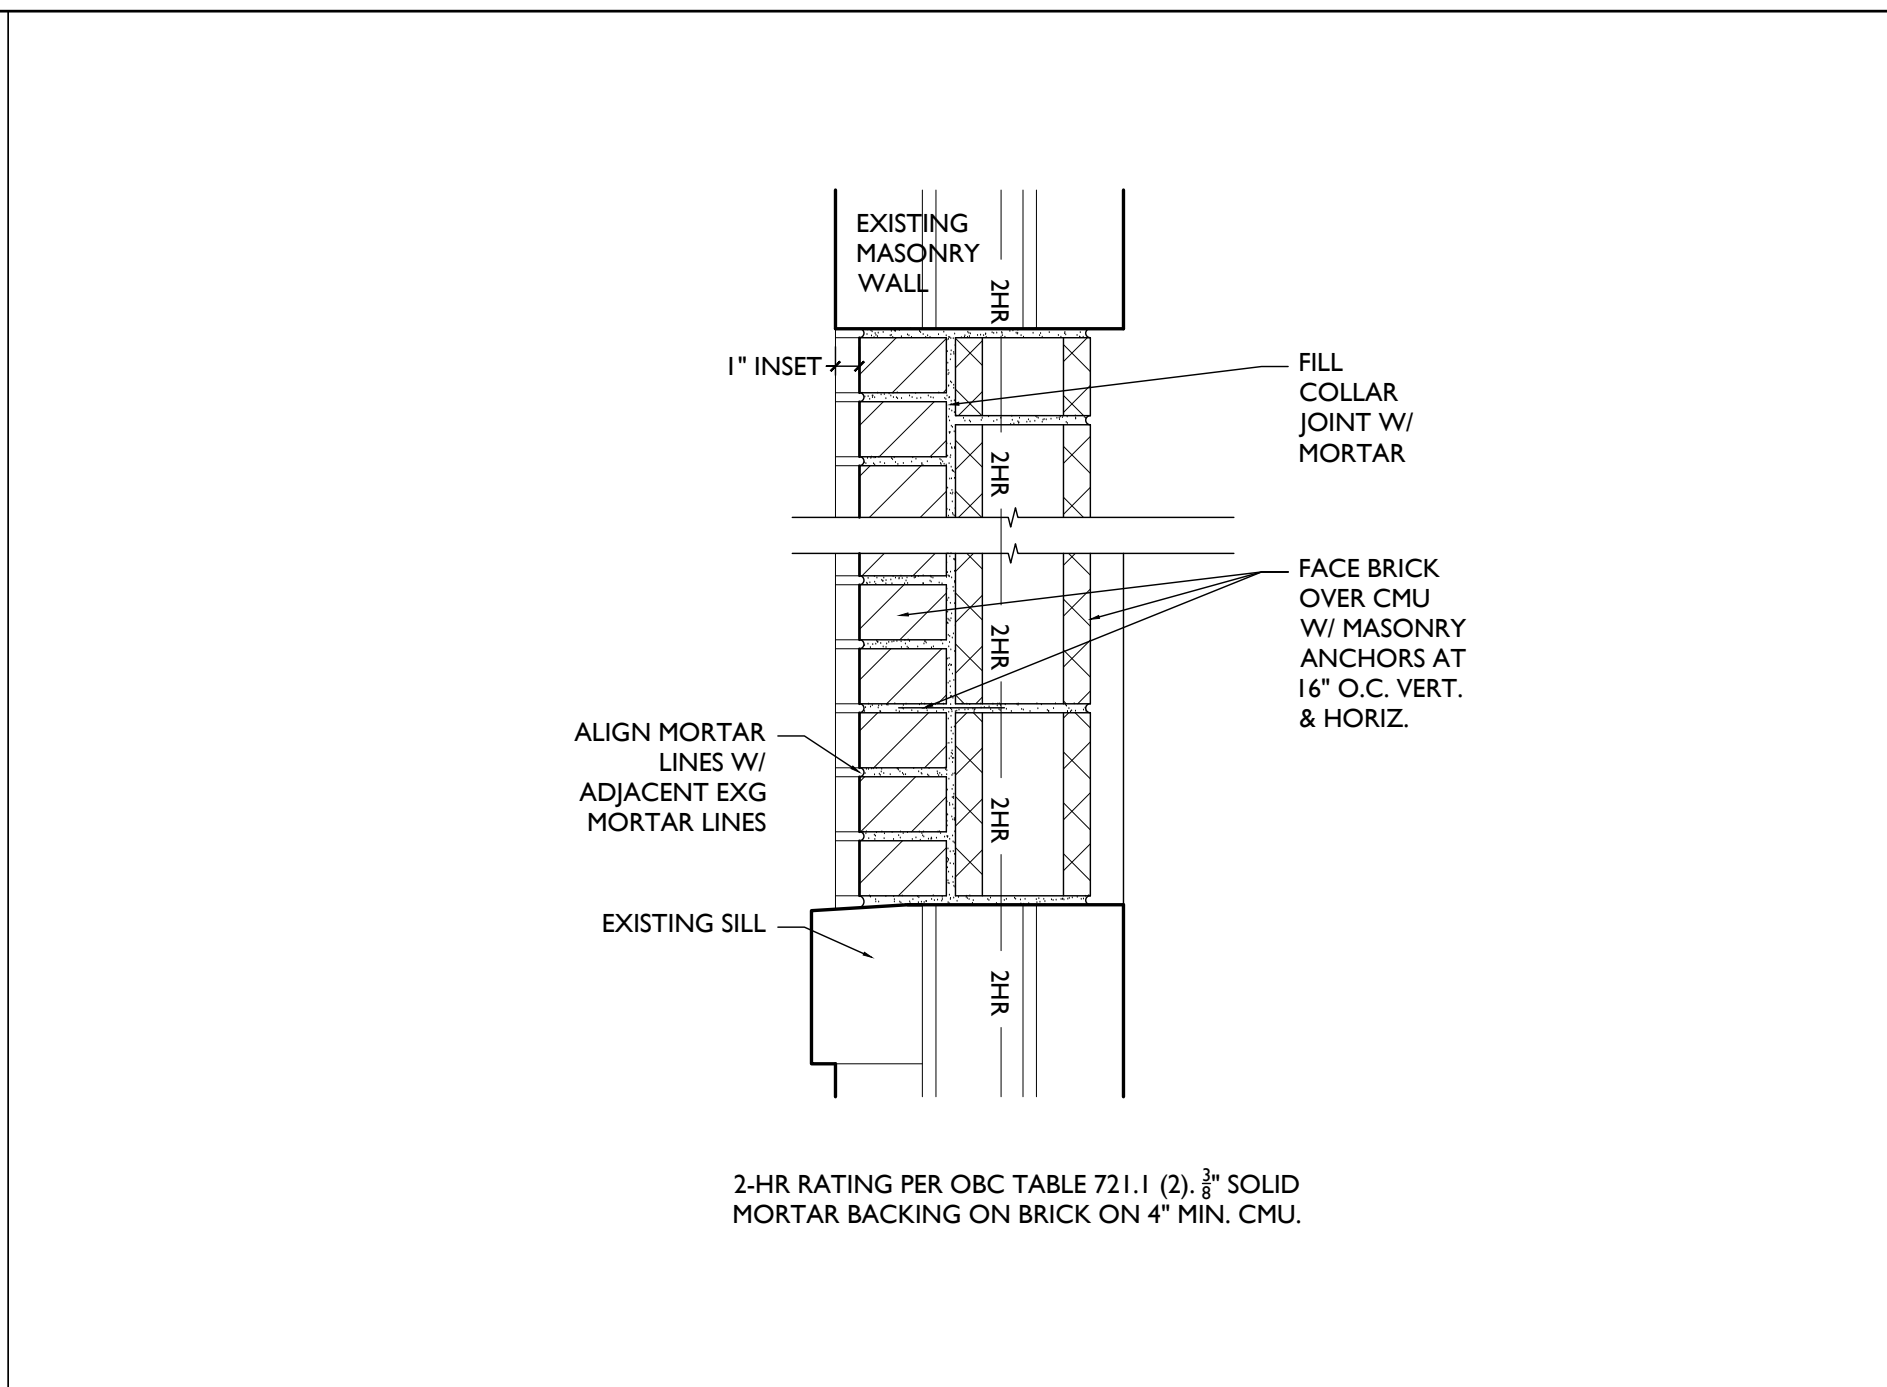 EXISTING
MASONRY
WALL
2HR
1" INSET
FILL
COLLAR
JOINT W/
MORTAR
2HR
FACE BRICK
OVER CMU
W/ MASONRY
ANCHORS AT
16" O.C. VERT.
& HORIZ.
2HR
ALIGN MORTAR
LINES W/
ADJACENT EXG
MORTAR LINES
2HR
EXISTING SILL
2HR
2-HR RATING PER OBC TABLE 721.1 (2). 3/8" SOLID
MORTAR BACKING ON BRICK ON 4" MIN. CMU.